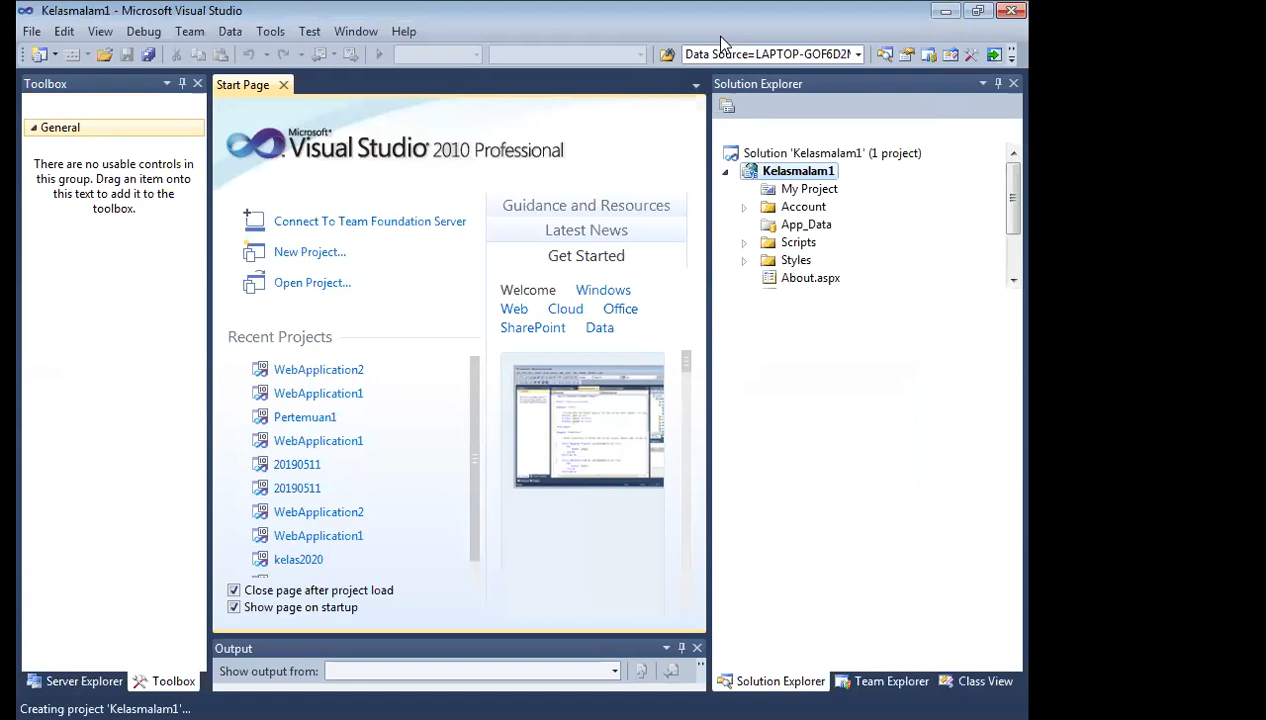 Kelasmalam1 - Microsoft Visual Studio
File Edit View Debug Team Data Tools Test Window Help
Data Source=LAPTOP-GOF6D2N
Toolbox
General
There are no usable controls in
this group. Drag an item onto
this text to add it to the
toolbox.
Server Explorer
Toolbox
Start Page
Microsoft
Visual Studio 2010 Professional
Connect To Team Foundation Server
New Project...
Open Project...
Recent Projects
WebApplication2
WebApplication1
Pertemuan1
WebApplication1
20190511
20190511
WebApplication2
WebApplication1
kelas2020
Close page after project load
Show page on startup
Guidance and Resources
Latest News
Get Started
Welcome Windows
Web Cloud Office
SharePoint Data
Output
Show output from:
Solution Explorer
Solution 'Kelasmalam1' (1 project)
Kelasmalam1
My Project
Account
App_Data
Scripts
Styles
About.aspx
Solution Explorer
Team Explorer
Class View
Creating project 'Kelasmalam1'...